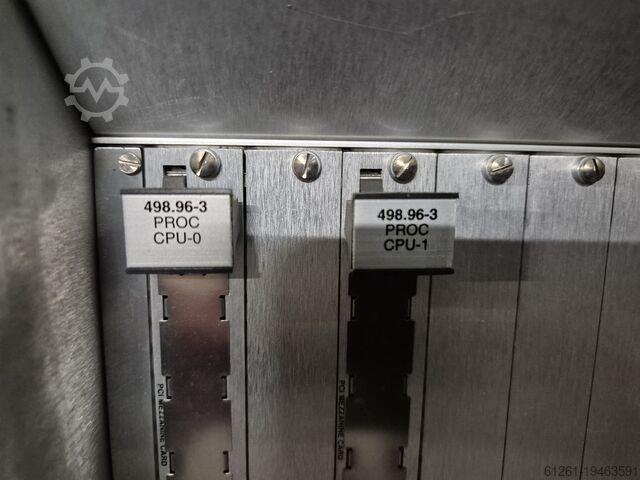 498.96-3
PROC
CPU-0
498.96-3
PROC
CPU-1
PCI MEZZANINE CARD
PCI MEZZANINE CARD
61261-19463591